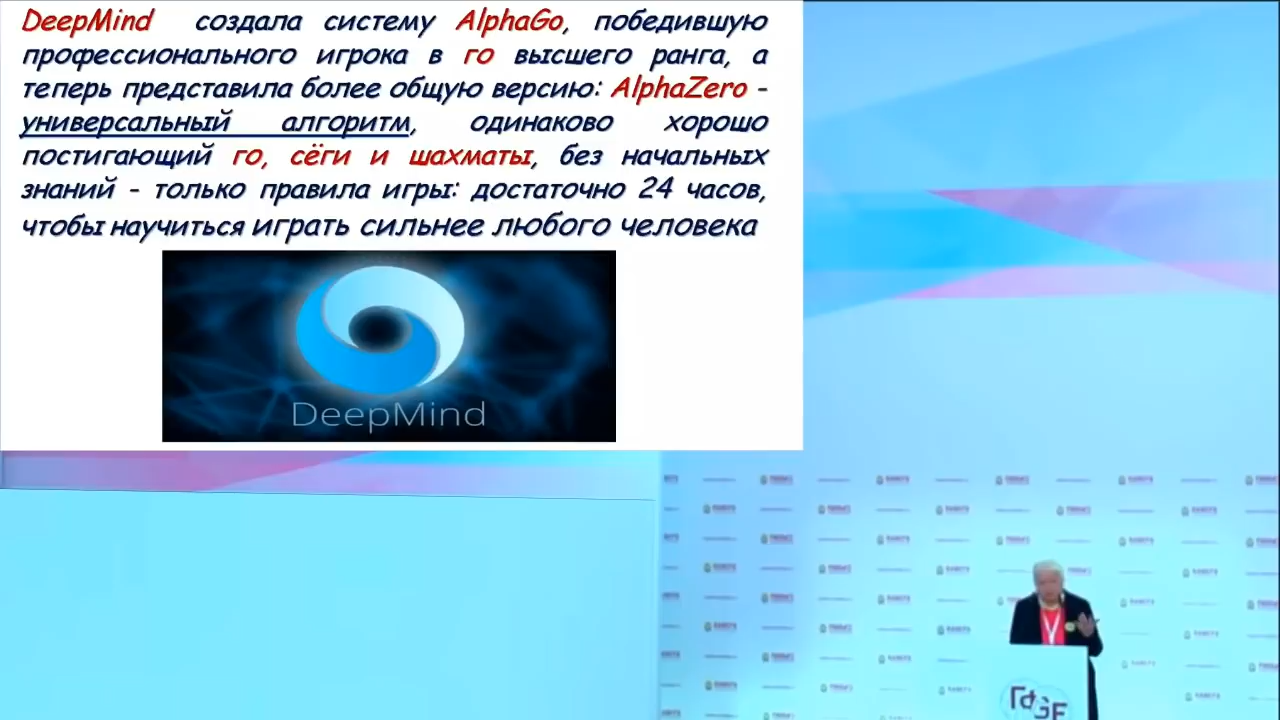 DeepMind создала систему AlphaGo, победившую
профессионального игрока в го высшего ранга, а
теперь представила более общую версию: AlphaZero -
универсальный алгоритм, одинаково хорошо
постигающий го, сёги и шахматы, без начальных
знаний - только правила игры: достаточно 24 часов,
чтобы научиться играть сильнее любого человека
DeepMind